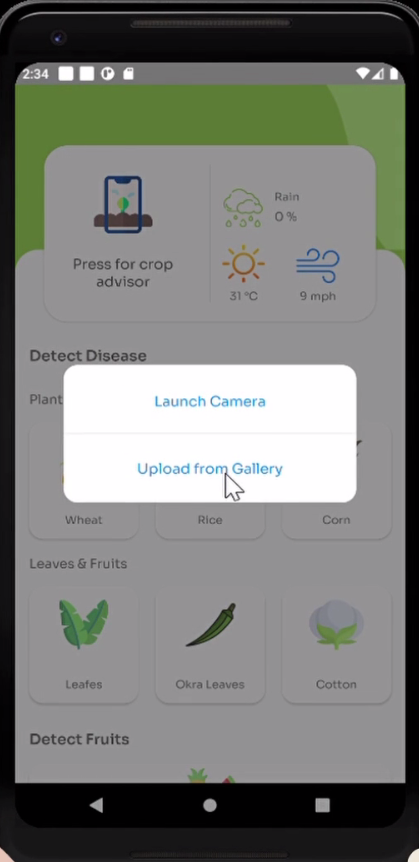 2:34
Rain
0 %
Press for crop
advisor
31 °C
9 mph
Detect Disease
Plant
Launch Camera
Upload from Gallery
Wheat
Rice
Corn
Leaves & Fruits
Leafes
Okra Leaves
Cotton
Detect Fruits